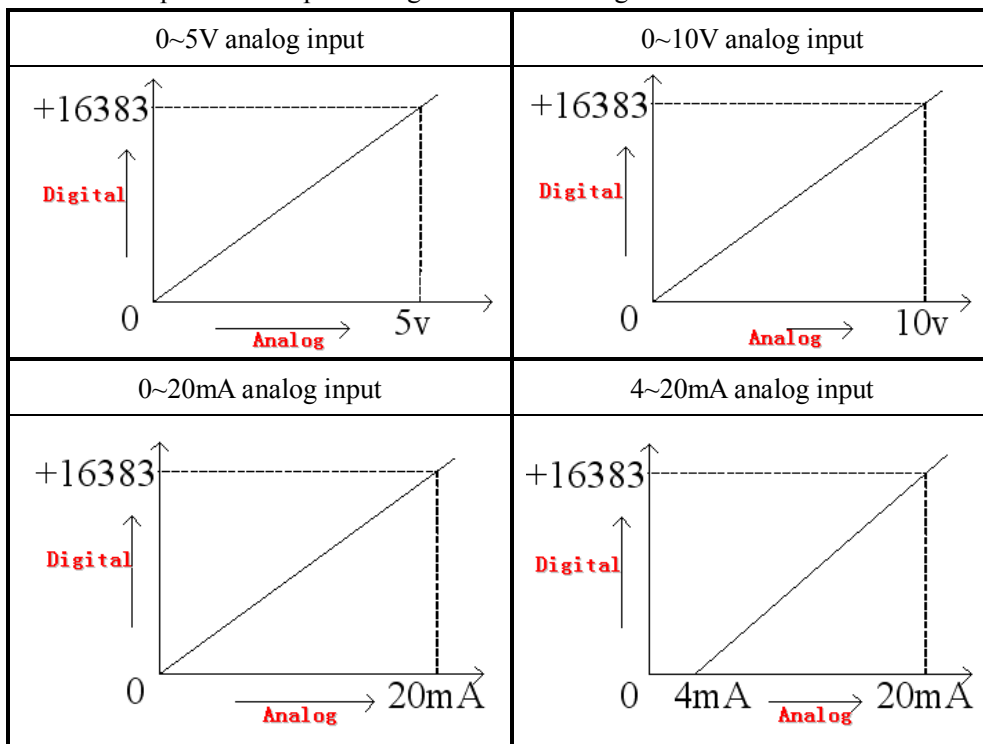 0~5V analog input
0~10V analog input
+16383
Digital
0
Analog
5v
+16383
Digital
0
Analog
10v
0~20mA analog input
4~20mA analog input
+16383
Digital
0
Analog
20mA
+16383
Digital
0
4mA
Analog
20mA